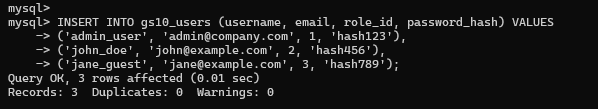 mysql>
mysql> INSERT INTO gs10_users (username, email, role_id, password_hash) VALUES
    -> ('admin_user', 'admin@company.com', 1, 'hash123'),
    -> ('john_doe', 'john@example.com', 2, 'hash456'),
    -> ('jane_guest', 'jane@example.com', 3, 'hash789');
Query OK, 3 rows affected (0.01 sec)
Records: 3  Duplicates: 0  Warnings: 0